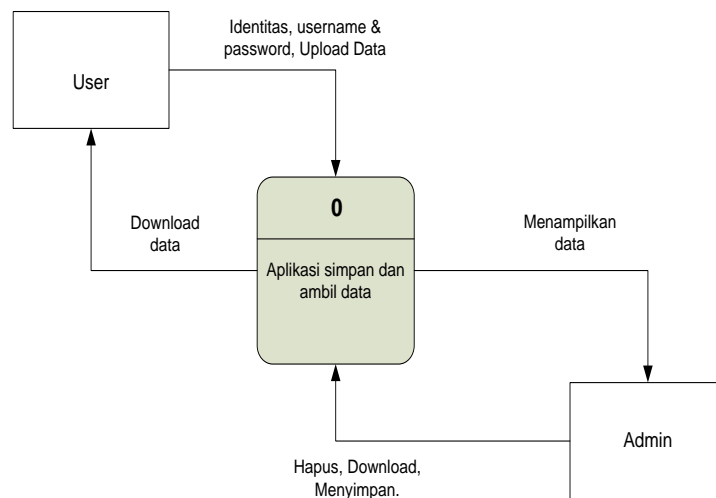 Identitas, username &
password, Upload Data
User
0
Download
data
Menampilkan
data
Aplikasi simpan dan
ambil data
Admin
Hapus, Download,
Menyimpan.